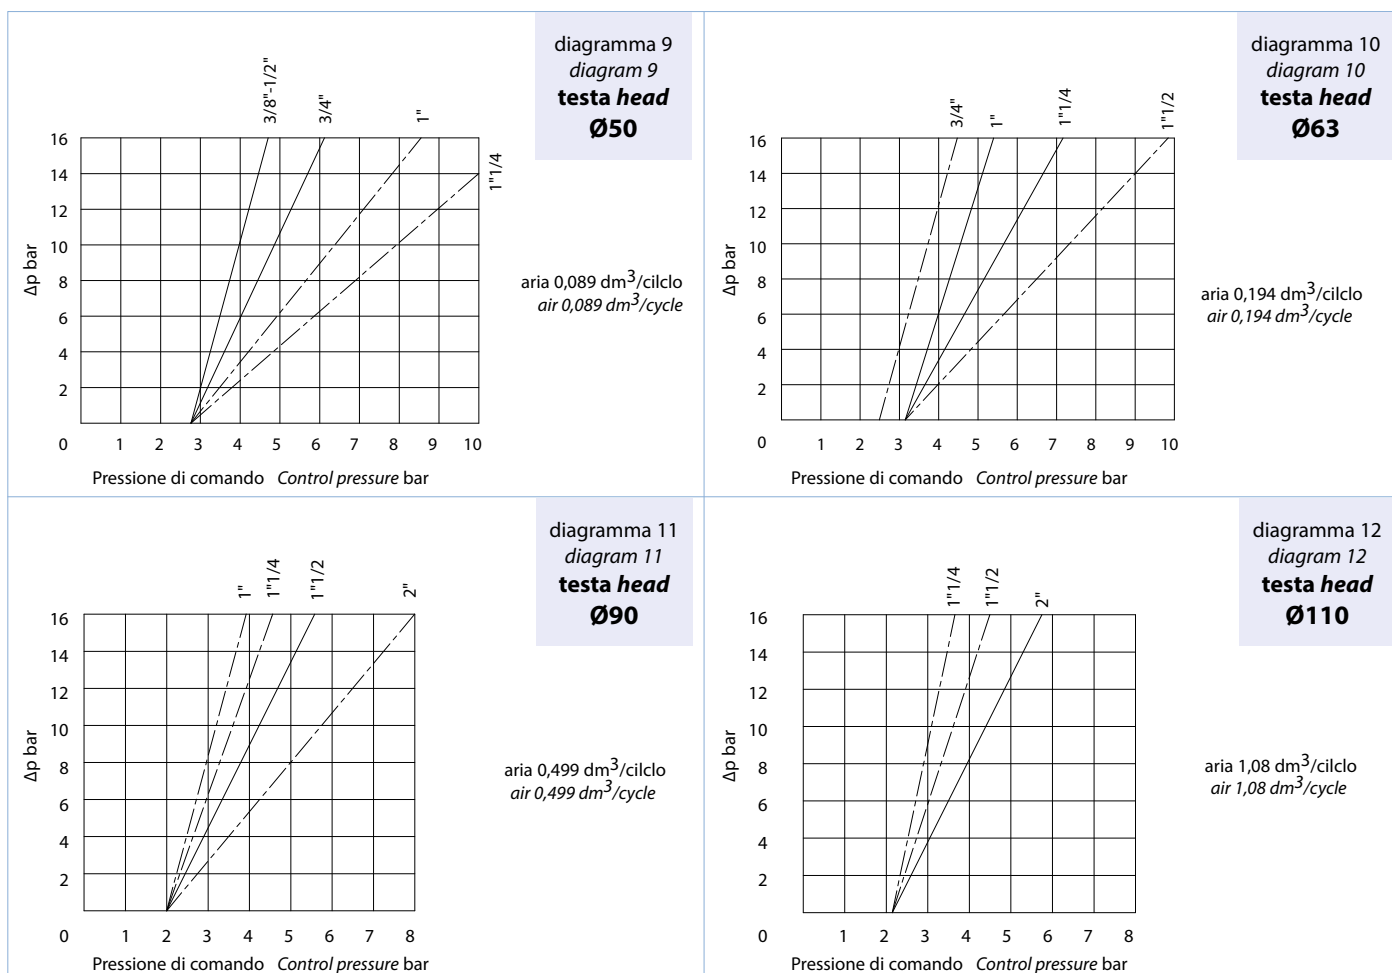 diagramma 9
diagram 9
testa head
Ø50
3/8"-1/2"
3/4"
1"
1"1/4
16
14
12
10
8
6
4
2
0
1 2 3 4 5 6 7 8 9 10
Δp bar
Pressione di comando Control pressure bar
aria 0,089 dm³/cilclo
air 0,089 dm³/cycle
diagramma 10
diagram 10
testa head
Ø63
3/4"
1"
1"1/4
1"1/2
16
14
12
10
8
6
4
2
0
1 2 3 4 5 6 7 8 9 10
Δp bar
Pressione di comando Control pressure bar
aria 0,194 dm³/cilclo
air 0,194 dm³/cycle
diagramma 11
diagram 11
testa head
Ø90
1"
1"1/4
1"1/2
2"
16
14
12
10
8
6
4
2
0
1 2 3 4 5 6 7 8
Δp bar
Pressione di comando Control pressure bar
aria 0,499 dm³/cilclo
air 0,499 dm³/cycle
diagramma 12
diagram 12
testa head
Ø110
1"1/4
1"1/2
2"
16
14
12
10
8
6
4
2
0
1 2 3 4 5 6 7 8
Δp bar
Pressione di comando Control pressure bar
aria 1,08 dm³/cilclo
air 1,08 dm³/cycle